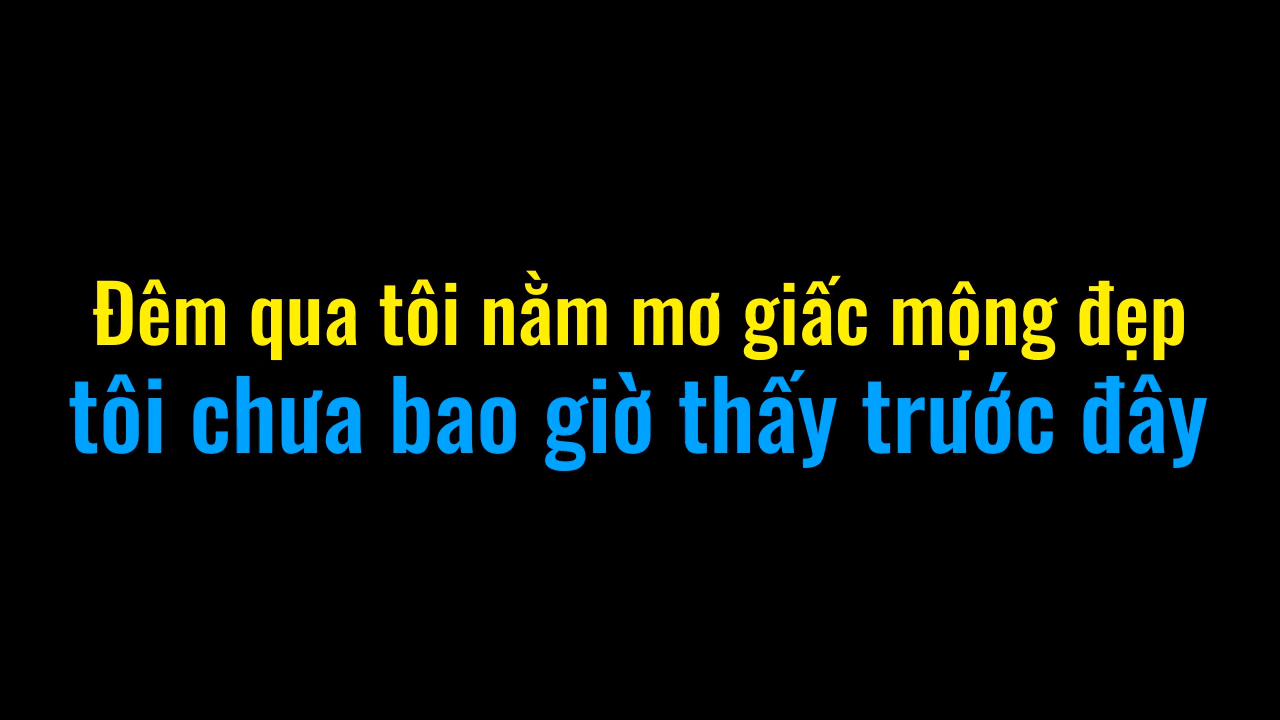 Đêm qua tôi nằm mơ giấc mộng đẹp
tôi chưa bao giờ thấy trước đây